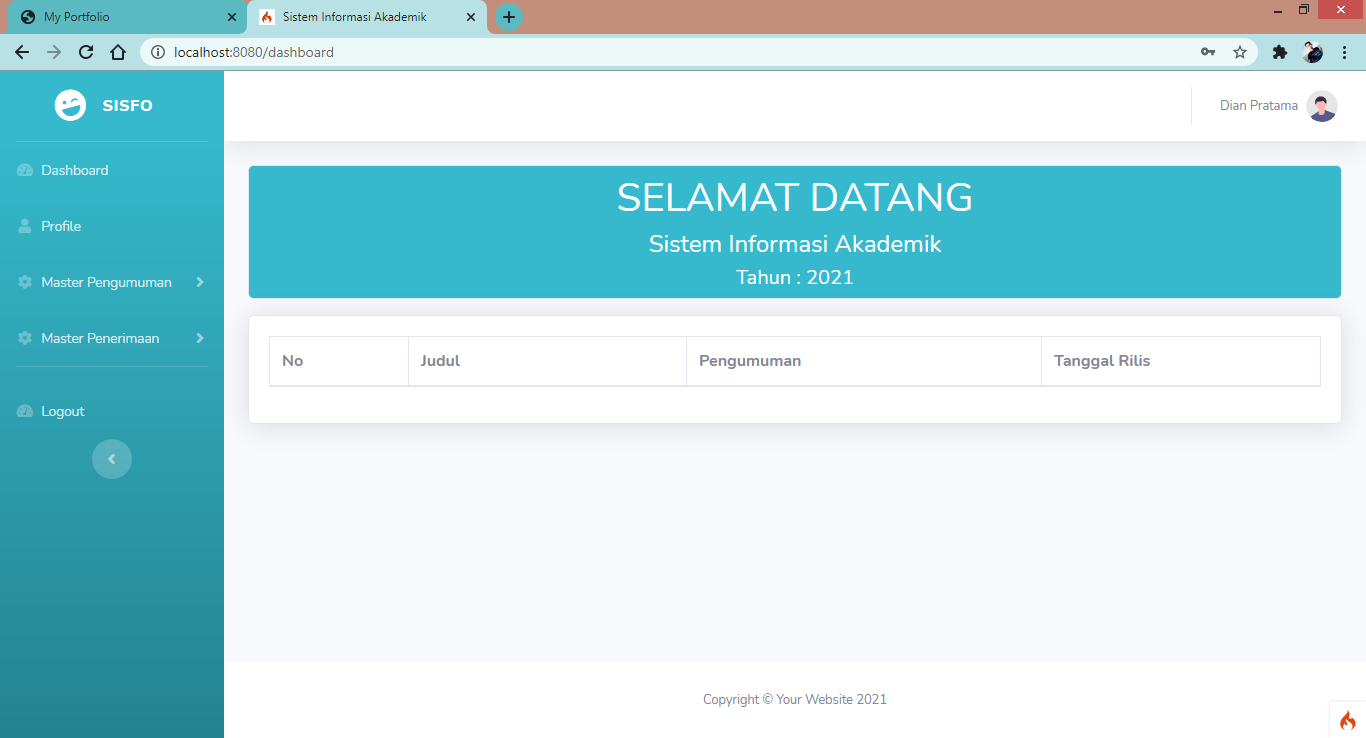 My Portfolio
Sistem Informasi Akademik
localhost:8080/dashboard
SISFO
Dian Pratama
Dashboard
Profile
Master Pengumuman
Master Penerimaan
Logout
SELAMAT DATANG
Sistem Informasi Akademik
Tahun : 2021
No Judul Pengumuman Tanggal Rilis
Copyright © Your Website 2021